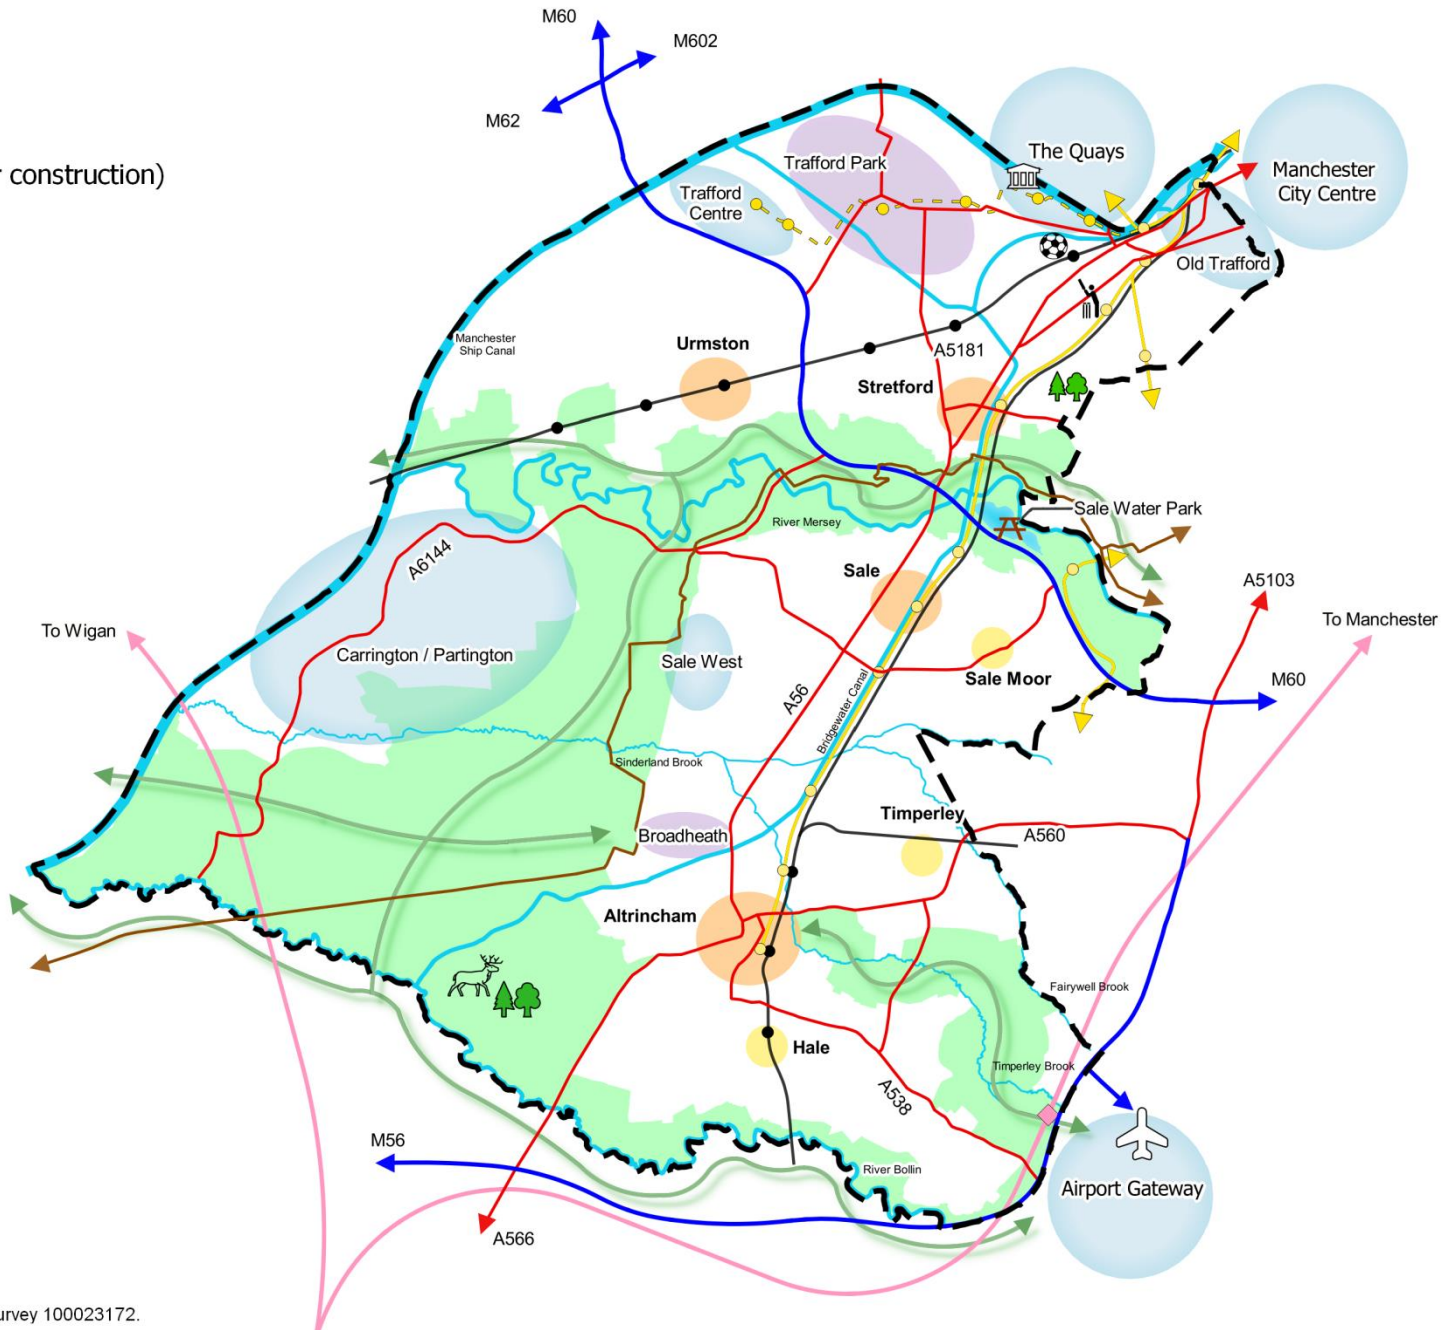 M60
M602
M62
r construction)
The Quays
Manchester
City Centre
Trafford Park
Trafford
Centre
Old Trafford
Manchester
Ship Canal
Urmston
A5181
Stretford
Sale Water Park
River Mersey
A6144
Sale
A5103
To Wigan
To Manchester
Carrington / Partington
Sale West
Sale Moor
M60
A56
Bridgewater Canal
Sinderland Brook
Timperley
Broadheath
A560
Altrincham
Fairywell Brook
Hale
Timperley Brook
A538
M56
River Bollin
Airport Gateway
A566
urvey 100023172.